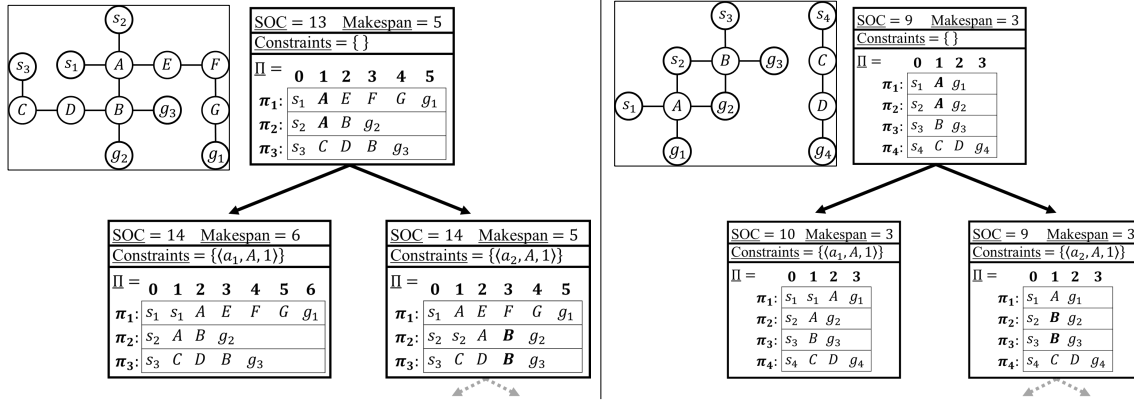 s₂
s₃ s₁ A E F
C D B g₃ G
g₂ g₁
SOC = 13 Makespan = 5
Constraints = { }
Π = 0 1 2 3 4 5
π₁: s₁ A E F G g₁
π₂: s₂ A B g₂
π₃: s₃ C D B g₃
SOC = 14 Makespan = 6
Constraints = {⟨a₁, A, 1⟩}
Π = 0 1 2 3 4 5 6
π₁: s₁ s₁ A E F G g₁
π₂: s₂ A B g₂
π₃: s₃ C D B g₃
SOC = 14 Makespan = 5
Constraints = {⟨a₂, A, 1⟩}
Π = 0 1 2 3 4 5
π₁: s₁ A E F G g₁
π₂: s₂ s₂ A B g₂
π₃: s₃ C D B g₃
s₃ s₄
s₂ B g₃ C
s₁ A g₂ D
g₁ g₄
SOC = 9 Makespan = 3
Constraints = { }
Π = 0 1 2 3
π₁: s₁ A g₁
π₂: s₂ A g₂
π₃: s₃ B g₃
π₄: s₄ C D g₄
SOC = 10 Makespan = 3
Constraints = {⟨a₁, A, 1⟩}
Π = 0 1 2 3
π₁: s₁ s₁ A g₁
π₂: s₂ A g₂
π₃: s₃ B g₃
π₄: s₄ C D g₄
SOC = 9 Makespan = 3
Constraints = {⟨a₂, A, 1⟩}
Π = 0 1 2 3
π₁: s₁ A g₁
π₂: s₂ B g₂
π₃: s₃ B g₃
π₄: s₄ C D g₄